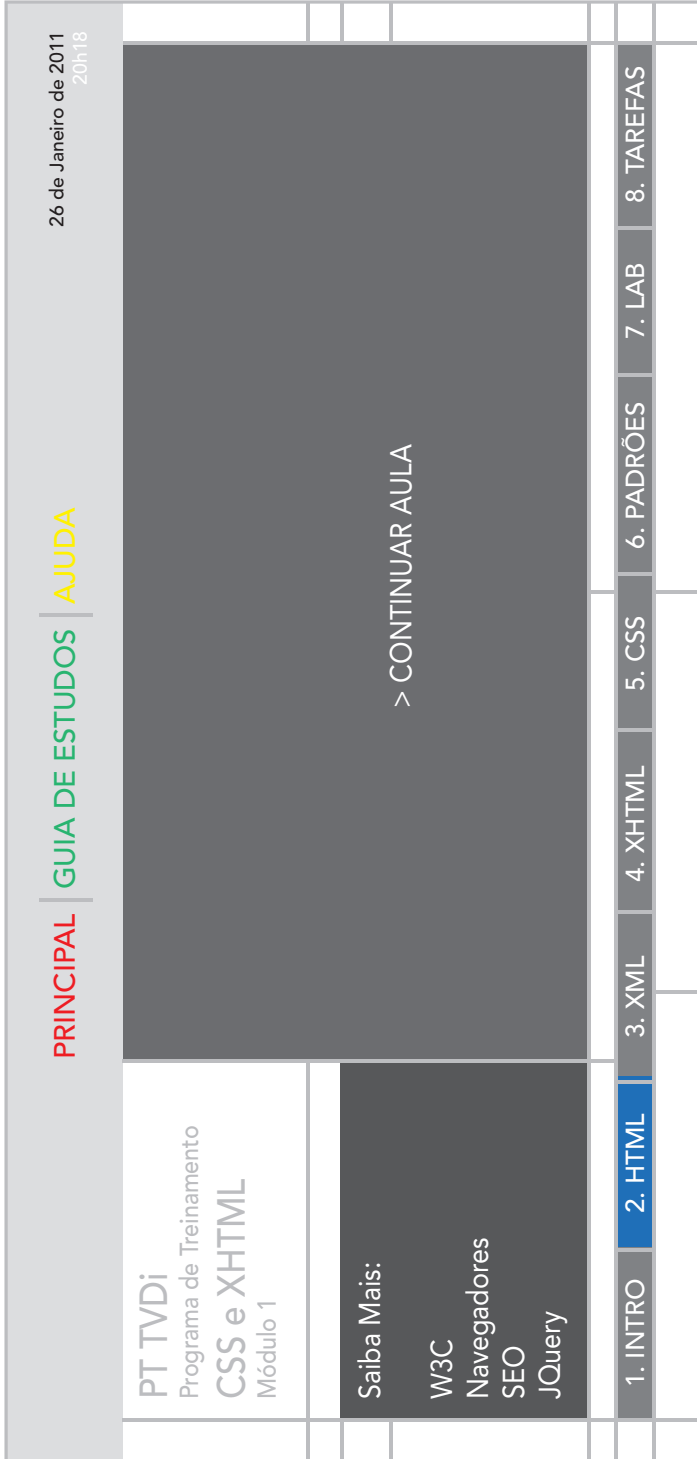 PRINCIPAL GUIA DE ESTUDOS AJUDA
26 de Janeiro de 2011
20h18
PT TVDi
Programa de Treinamento
CSS e XHTML
Módulo 1
> CONTINUAR AULA
Saiba Mais:
W3C
Navegadores
SEO
JQuery
1. INTRO 2. HTML 3. XML 4. XHTML 5. CSS 6. PADRÕES 7. LAB 8. TAREFAS